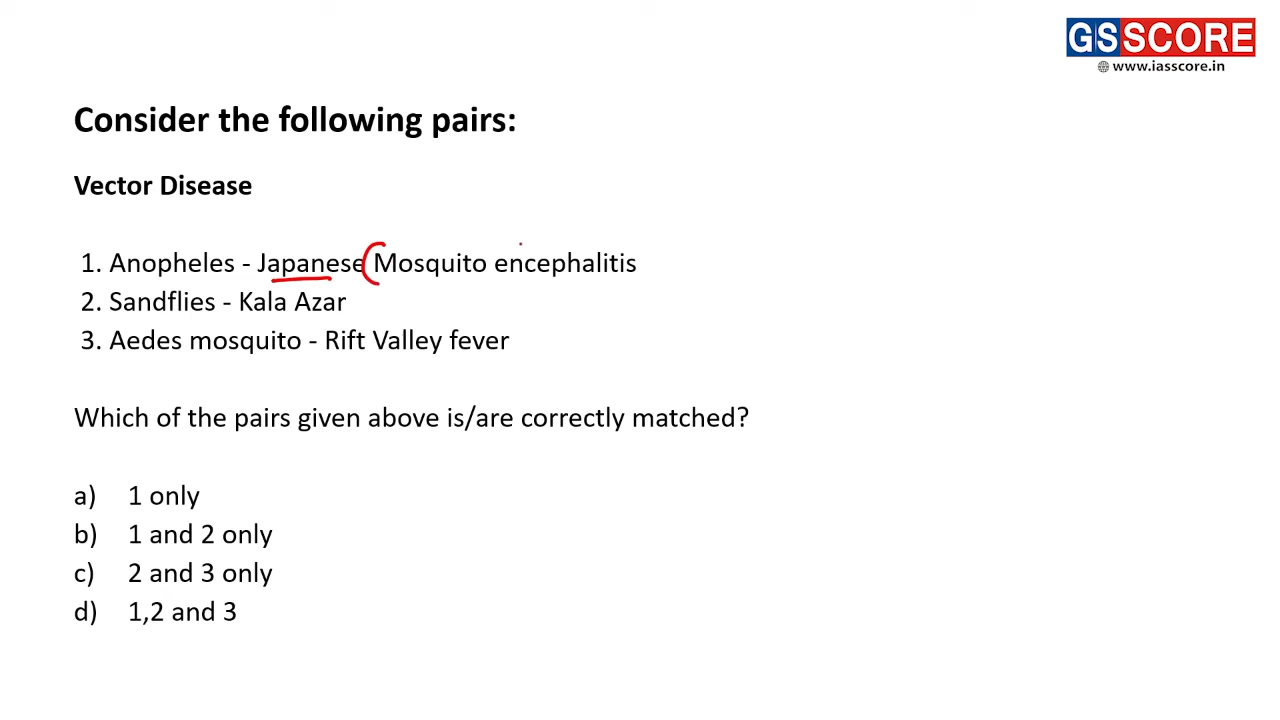 GSSCORE
www.iasscore.in
Consider the following pairs:
Vector Disease
1. Anopheles - Japanese Mosquito encephalitis
2. Sandflies - Kala Azar
3. Aedes mosquito - Rift Valley fever
Which of the pairs given above is/are correctly matched?
a) 1 only
b) 1 and 2 only
c) 2 and 3 only
d) 1,2 and 3